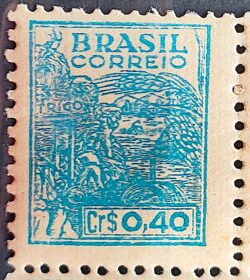 BRASIL
CORREIO
TRIGO
Cr$ 0,40